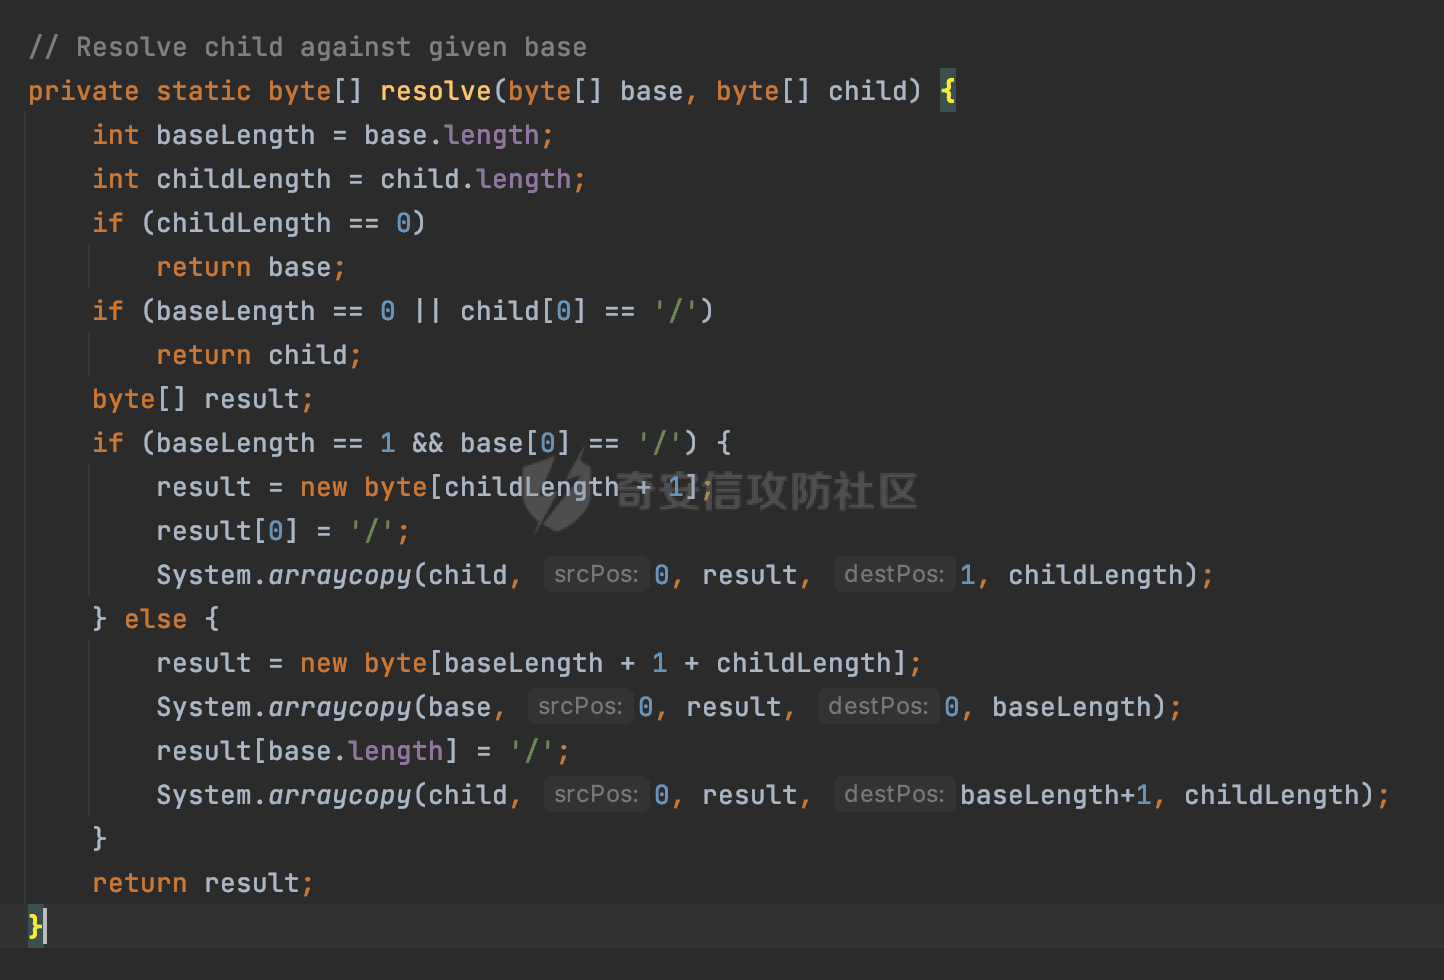 // Resolve child against given base
private static byte[] resolve(byte[] base, byte[] child) {
    int baseLength = base.length;
    int childLength = child.length;
    if (childLength == 0)
        return base;
    if (baseLength == 0 || child[0] == '/')
        return child;
    byte[] result;
    if (baseLength == 1 && base[0] == '/') {
        result = new byte[childLength + 1];
奇安信攻防社区
        result[0] = '/';
        System.arraycopy(child, srcPos: 0, result, destPos: 1, childLength);
    } else {
        result = new byte[baseLength + 1 + childLength];
        System.arraycopy(base, srcPos: 0, result, destPos: 0, baseLength);
        result[base.length] = '/';
        System.arraycopy(child, srcPos: 0, result, destPos: baseLength+1, childLength);
    }
    return result;
}